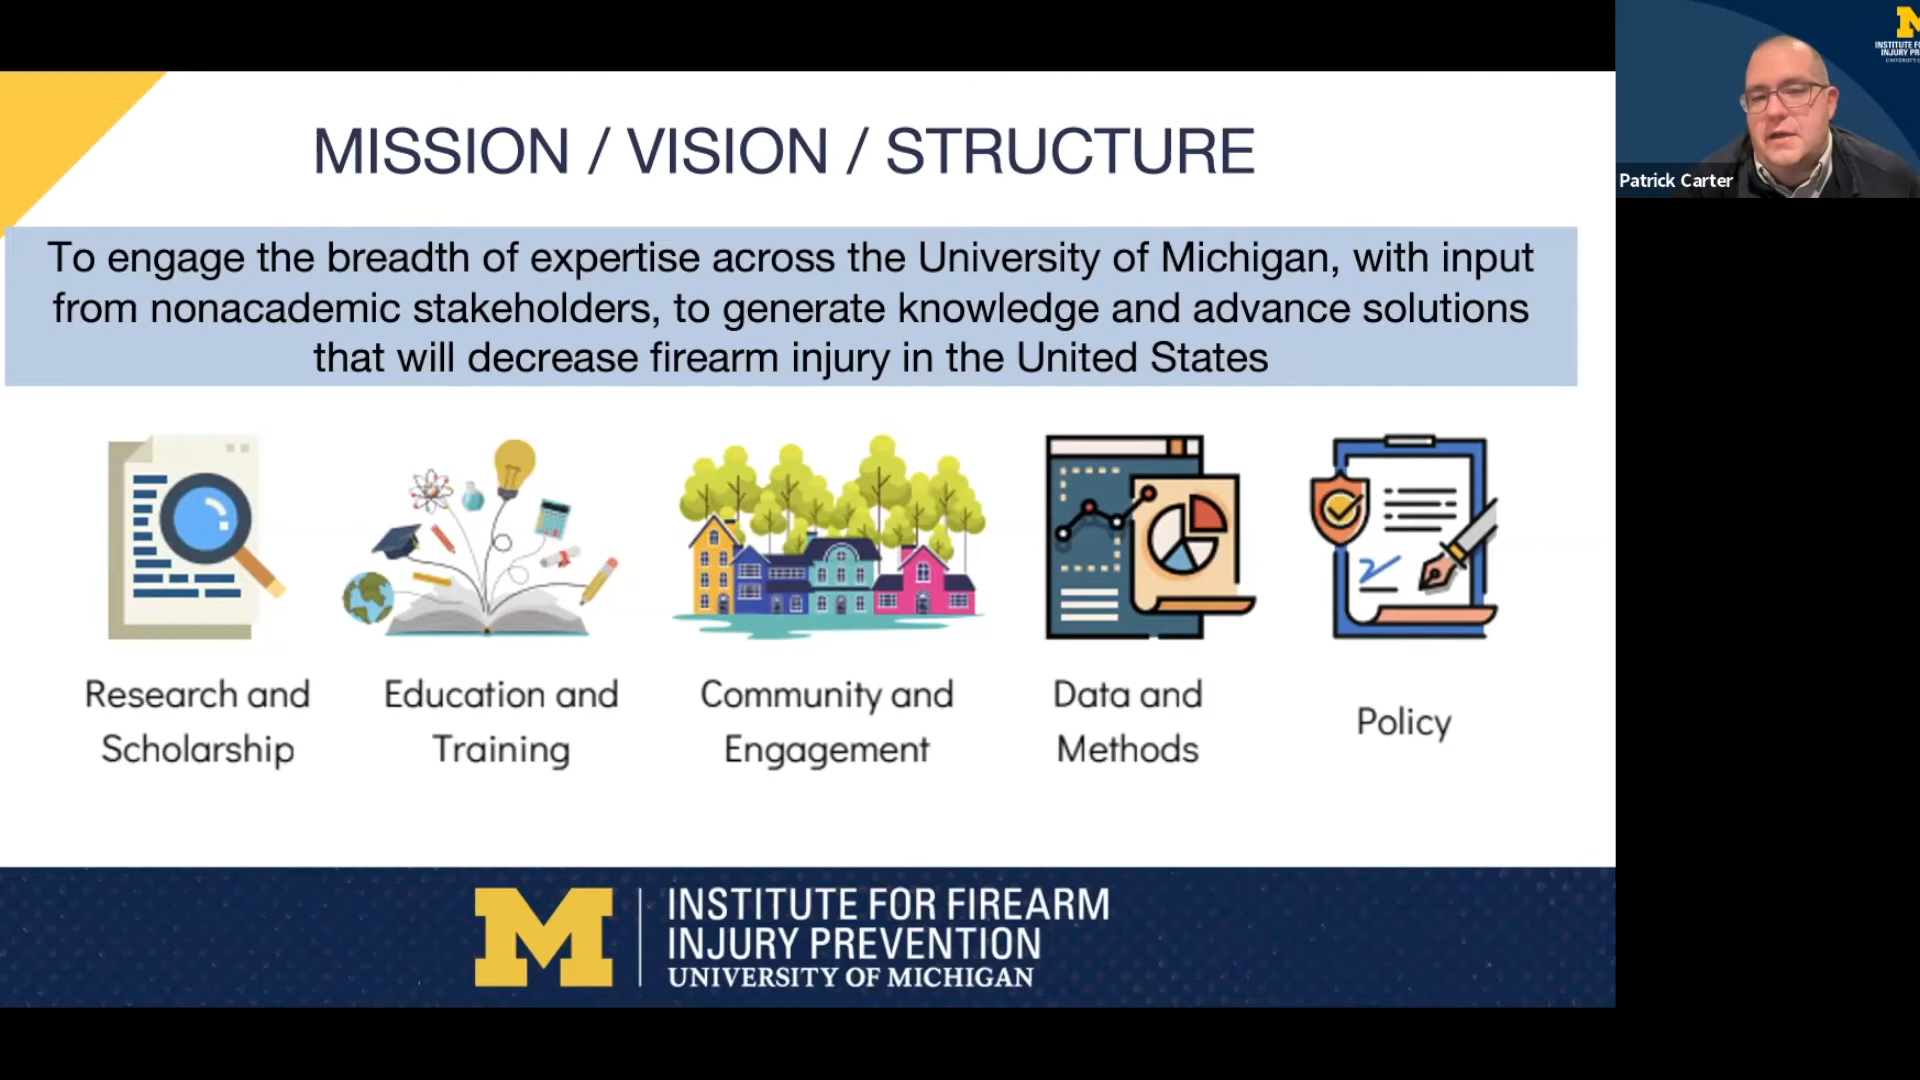 MISSION / VISION / STRUCTURE
To engage the breadth of expertise across the University of Michigan, with input
from nonacademic stakeholders, to generate knowledge and advance solutions
that will decrease firearm injury in the United States
Research and
Scholarship
Education and
Training
Community and
Engagement
Data and
Methods
Policy
M
INSTITUTE FOR FIREARM
INJURY PREVENTION
UNIVERSITY OF MICHIGAN
Patrick Carter
INSTITUTE
INJURY